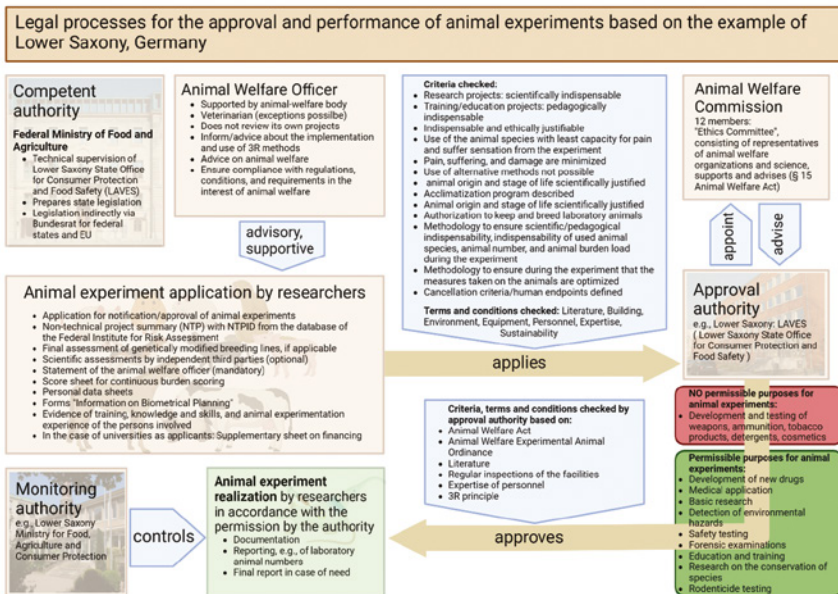 Legal processes for the approval and performance of animal experiments based on the example of
Lower Saxony, Germany
Competent
authority
Federal Ministry of Food and
Agriculture
• Technical supervision of
Lower Saxony State Office
for Consumer Protection
and Food Safety (LAVES)
• Prepares state legislation
• Legislation indirectly via
Bundesrat for federal
states and EU
Animal Welfare Officer
• Supported by animal-welfare body
• Veterinarian (exceptions possilbe)
• Does not review its own projects
• Inform/advice about the implementation
and use of 3R methods
• Advice on animal welfare
• Ensure compliance with regulations,
conditions, and requirements in the
interest of animal welfare
advisory,
supportive
Criteria checked:
• Research projects: scientifically indispensable
• Training/education projects: pedagogically
indispensable
• Indispensable and ethically justifiable
• Use of the animal species with least capacity for pain
and suffer sensation from the experiment
• Pain, suffering, and damage are minimized
• Use of alternative methods not possible
• animal origin and stage of life scientifically justified
• Acclimatization program described
• Animal origin and stage of life scientifically justified
• Authorization to keep and breed laboratory animals
• Methodology to ensure scientific/pedagogical
indispensability, indispensability of used animal
species, animal number, and animal burden load
during the experiment
• Methodology to ensure during the experiment that the
measures taken on the animals are optimized
• Cancellation criteria/human endpoints defined
Terms and conditions checked: Literature, Building,
Environment, Equipment, Personnel, Expertise,
Sustainability
Animal Welfare
Commission
12 members:
"Ethics Committee",
consisting of representatives
of animal welfare
organizations and science,
supports and advises (§ 15
Animal Welfare Act)
appoint
advise
Animal experiment application by researchers
• Application for notification/approval of animal experiments
• Non-technical project summary (NTP) with NTPID from the database of
the Federal Institute for Risk Assessment
• Final assessment of genetically modified breeding lines, if applicable
• Scientific assessments by independent third parties (optional)
• Statement of the animal welfare officer (mandatory)
• Score sheet for continuous burden scoring
• Personal data sheets
• Forms "Information on Biometrical Planning"
• Evidence of training, knowledge and skills, and animal experimentation
experience of the persons involved
• In the case of universities as applicants: Supplementary sheet on financing
applies
Approval
authority
e.g., Lower Saxony: LAVES
( Lower Saxony State Office
for Consumer Protection and
Food Safety )
NO permissible purposes for
animal experiments:
• Development and testing of
weapons, ammunition, tobacco
products, detergents, cosmetics
Permissible purposes for animal
experiments:
• Development of new drugs
• Medical application
• Basic research
• Detection of environmental
hazards
• Safety testing
• Forensic examinations
• Education and training
• Research on the conservation of
species
• Rodenticide testing
Criteria, terms and conditions checked by
approval authority based on:
• Animal Welfare Act
• Animal Welfare Experimental Animal
Ordinance
• Literature
• Regular inspections of the facilities
• Expertise of personnel
• 3R principle
approves
Monitoring
authority
e.g., Lower Saxony
Ministry for Food,
Agriculture and
Consumer Protection
controls
Animal experiment
realization by researchers
in accordance with the
permission by the authority
• Documentation
• Reporting, e.g., of laboratory
animal numbers
• Final report in case of need